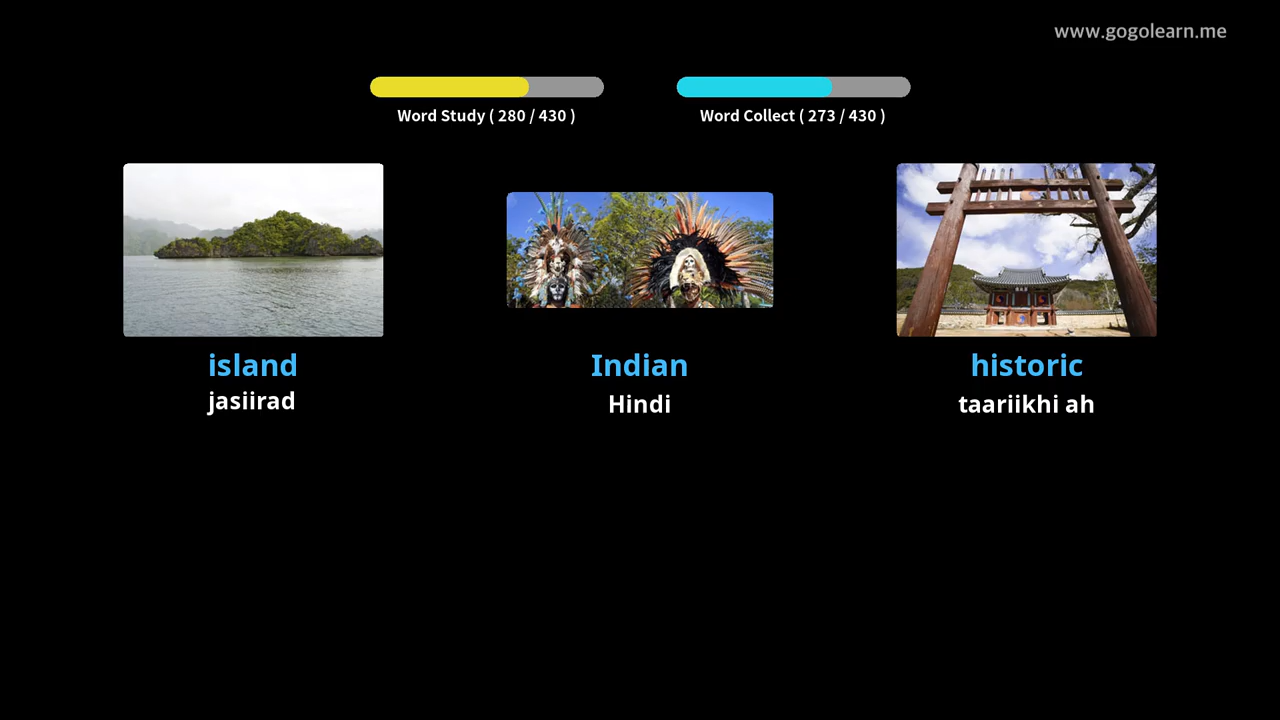 www.gogolearn.me
Word Study ( 280 / 430 )
Word Collect ( 273 / 430 )
island
jasiirad
Indian
Hindi
historic
taariikhi ah